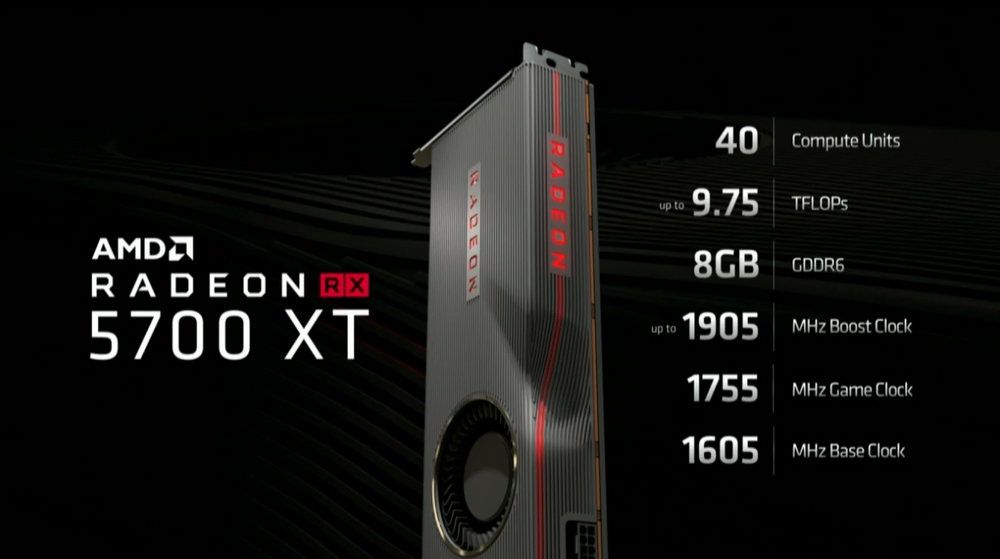 AMD
RADEON RX
5700 XT
RADEON
RADEON
40 Compute Units
up to 9.75 TFLOPs
8GB GDDR6
up to 1905 MHz Boost Clock
1755 MHz Game Clock
1605 MHz Base Clock